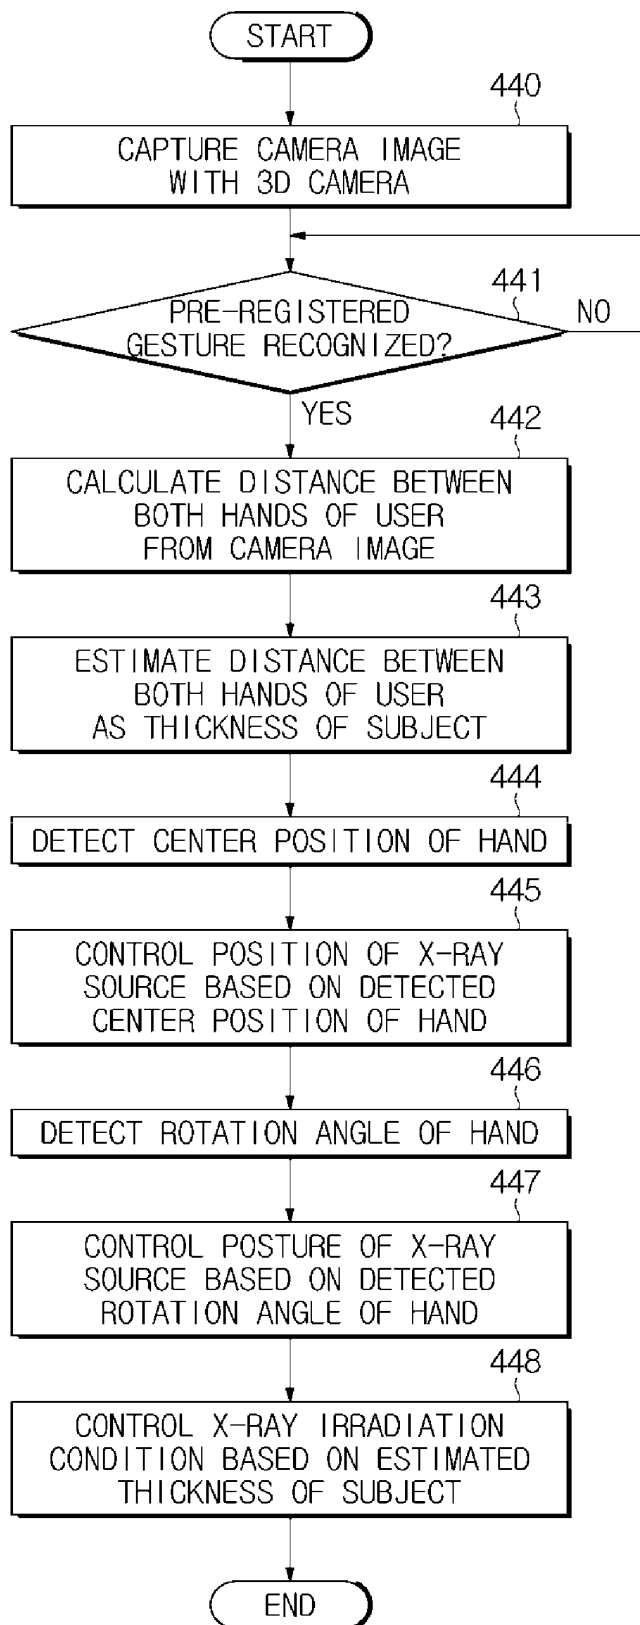 START
440
CAPTURE CAMERA IMAGE
WITH 3D CAMERA
441
PRE-REGISTERED
GESTURE RECOGNIZED?
NO
YES
442
CALCULATE DISTANCE BETWEEN
BOTH HANDS OF USER
FROM CAMERA IMAGE
443
ESTIMATE DISTANCE BETWEEN
BOTH HANDS OF USER
AS THICKNESS OF SUBJECT
444
DETECT CENTER POSITION OF HAND
445
CONTROL POSITION OF X-RAY
SOURCE BASED ON DETECTED
CENTER POSITION OF HAND
446
DETECT ROTATION ANGLE OF HAND
447
CONTROL POSTURE OF X-RAY
SOURCE BASED ON DETECTED
ROTATION ANGLE OF HAND
448
CONTROL X-RAY IRRADIATION
CONDITION BASED ON ESTIMATED
THICKNESS OF SUBJECT
END